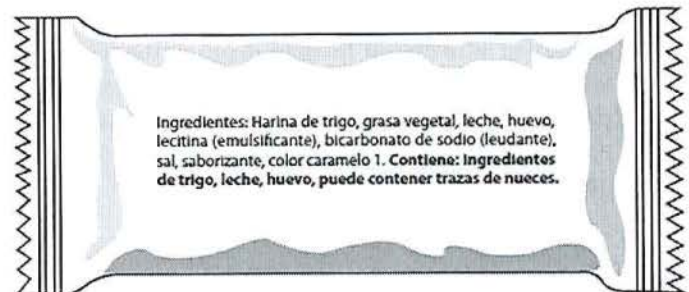 Ingredientes: Harina de trigo, grasa vegetal, leche, huevo,
lecitina (emulsificante), bicarbonato de sodio (leudante),
sal, saborizante, color caramelo 1. Contiene: Ingredientes
de trigo, leche, huevo, puede contener trazas de nueces.